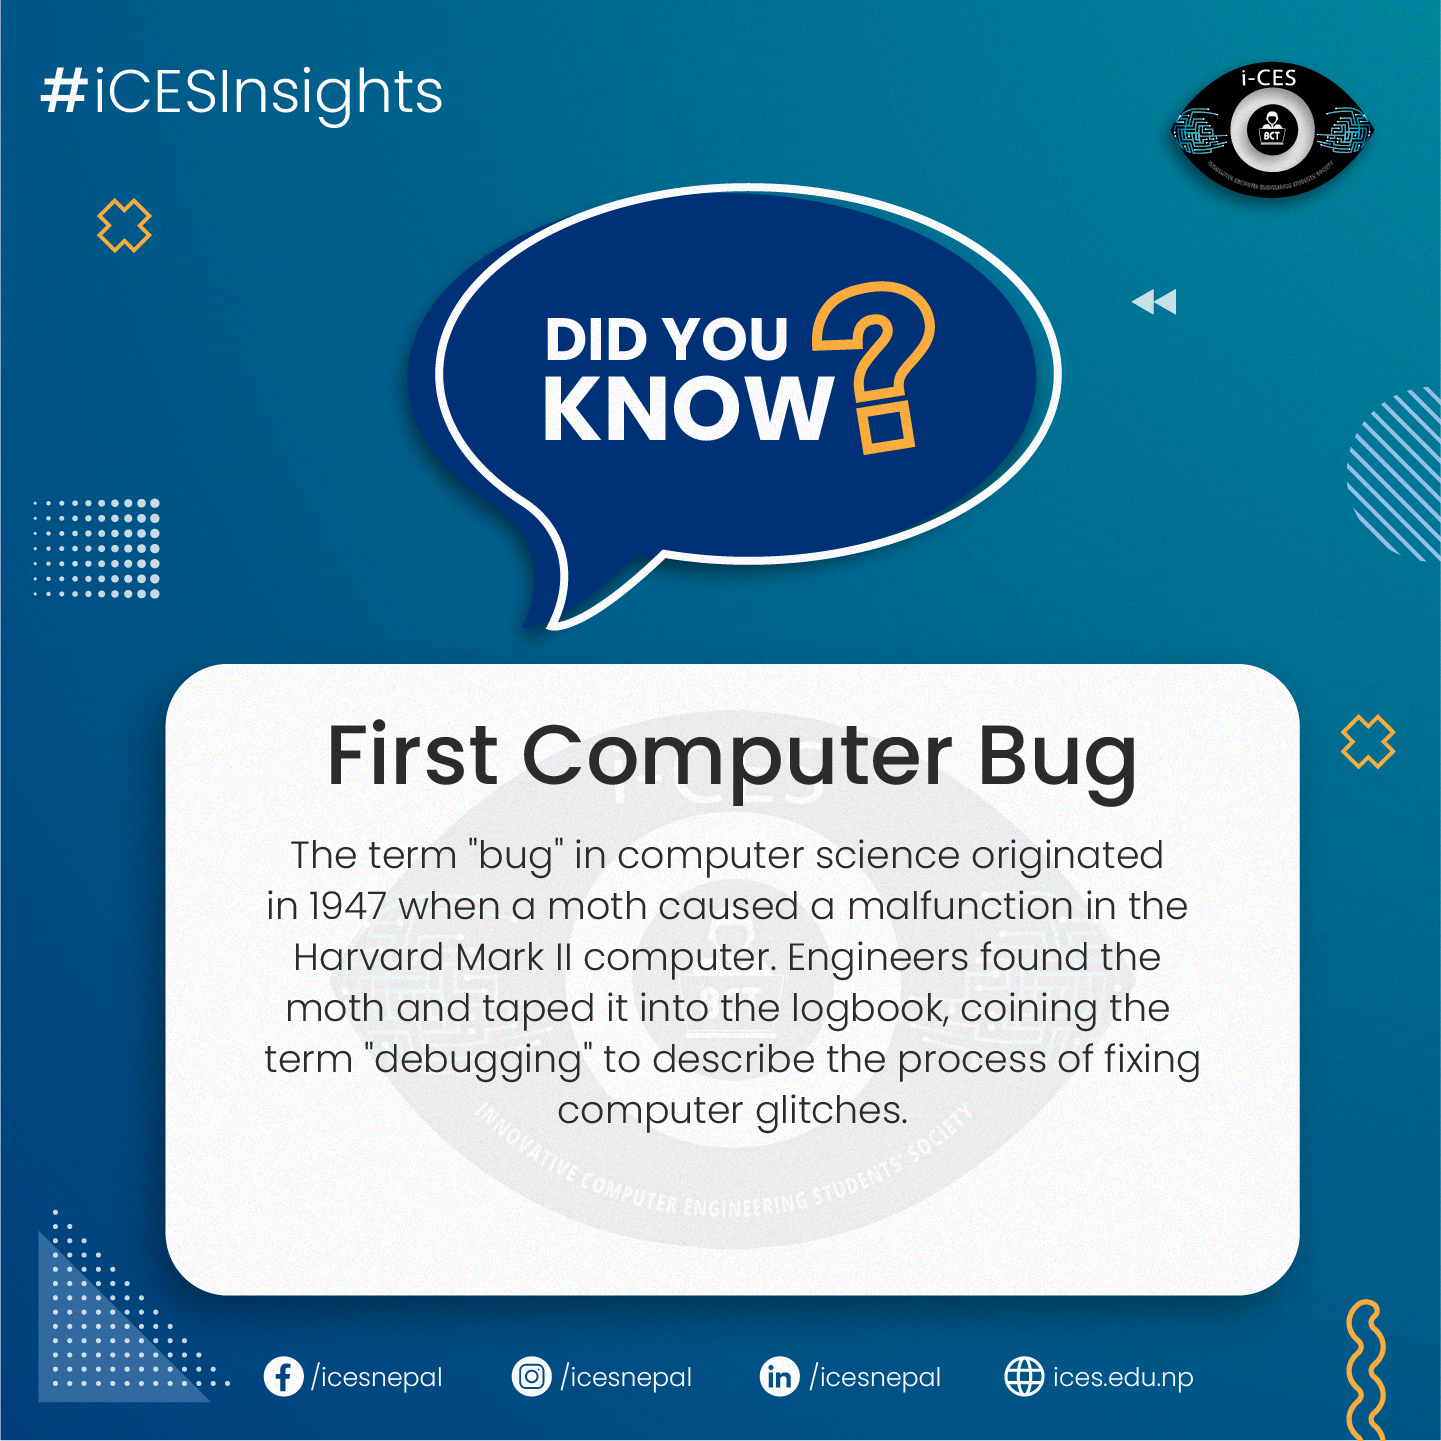 #iCESInsights
i-CES
BCT
INNOVATIVE COMPUTER ENGINEERING STUDENTS' SOCIETY
DID YOU
KNOW?
First Computer Bug
The term "bug" in computer science originated
in 1947 when a moth caused a malfunction in the
Harvard Mark II computer. Engineers found the
moth and taped it into the logbook, coining the
term "debugging" to describe the process of fixing
computer glitches.
i-CES
BCT
INNOVATIVE COMPUTER ENGINEERING STUDENTS' SOCIETY
/icesnepal
/icesnepal
/icesnepal
ices.edu.np